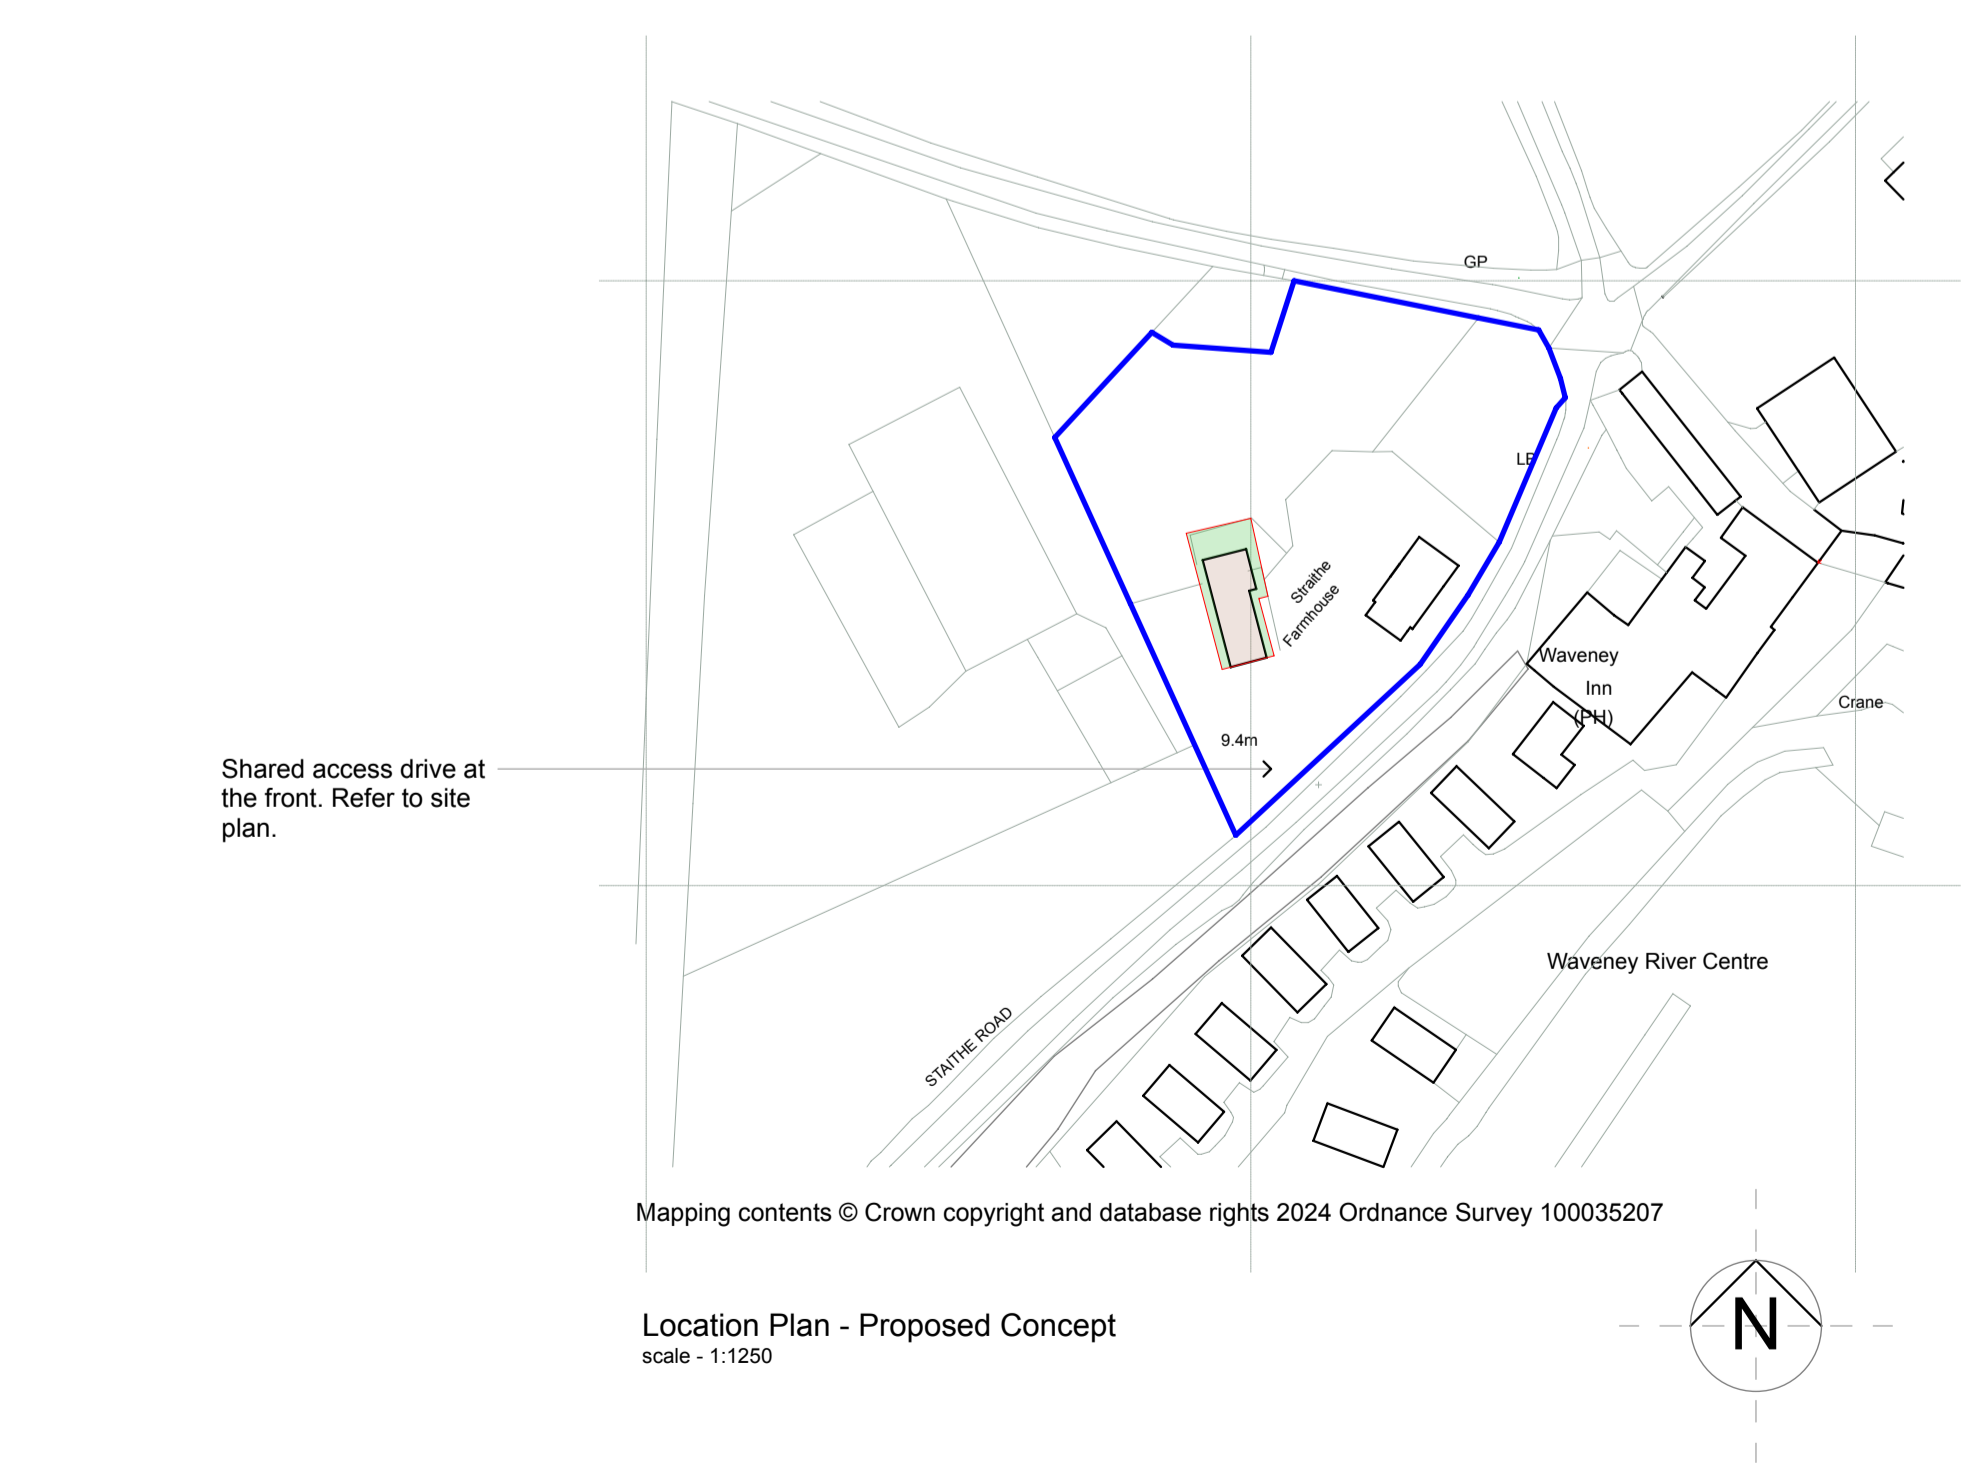 GP
LB
Straithe
Farmhouse
Waveney
Inn
(PH)
Crane
9.4m
Shared access drive at
the front. Refer to site
plan.
Waveney River Centre
STAITHE ROAD
Mapping contents © Crown copyright and database rights 2024 Ordnance Survey 100035207
Location Plan - Proposed Concept
scale - 1:1250
N